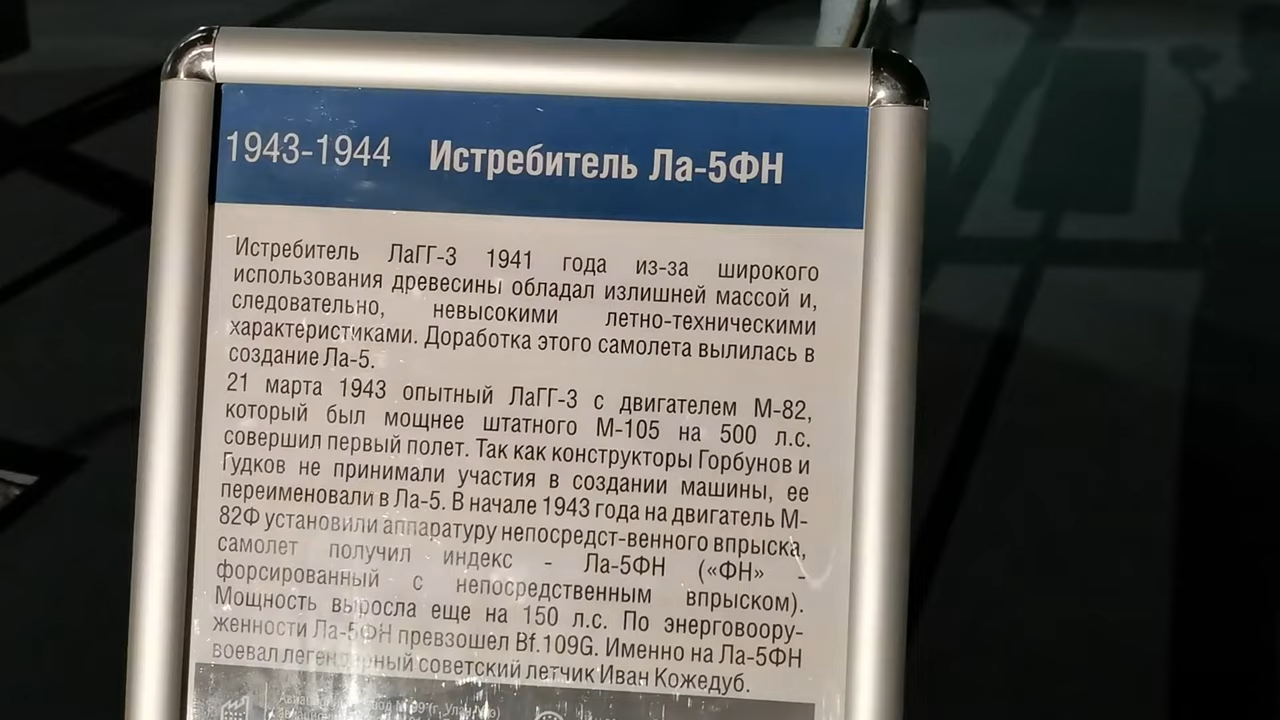 1943-1944 Истребитель Ла-5ФН
Истребитель ЛаГГ-3 1941 года из-за широкого
использования древесины обладал излишней массой и,
следовательно, невысокими летно-техническими
характеристиками. Доработка этого самолета вылилась в
создание Ла-5.
21 марта 1943 опытный ЛаГГ-3 с двигателем М-82,
который был мощнее штатного М-105 на 500 л.с.
совершил первый полет. Так как конструкторы Горбунов и
Гудков не принимали участия в создании машины, ее
переименовали в Ла-5. В начале 1943 года на двигатель М-
82Ф установили аппаратуру непосредст-венного впрыска,
самолет получил индекс - Ла-5ФН («ФН» -
форсированный с непосредственным впрыском).
Мощность выросла еще на 150 л.с. По энерговоору-
женности Ла-5ФН превзошел Bf.109G. Именно на Ла-5ФН
воевал легендарный советский летчик Иван Кожедуб.